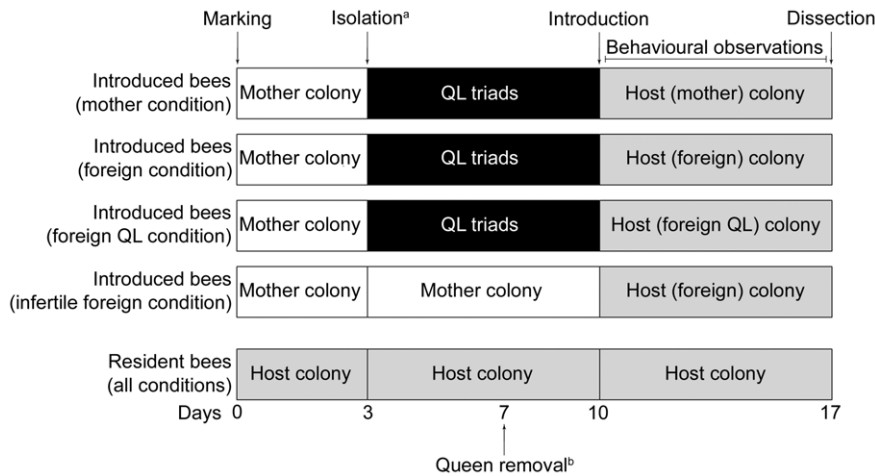 Marking Isolationᵃ Introduction Dissection
Behavioural observations
Introduced bees
(mother condition)
Mother colony QL triads Host (mother) colony
Introduced bees
(foreign condition)
Mother colony QL triads Host (foreign) colony
Introduced bees
(foreign QL condition)
Mother colony QL triads Host (foreign QL) colony
Introduced bees
(infertile foreign condition)
Mother colony Mother colony Host (foreign) colony
Resident bees
(all conditions)
Host colony Host colony Host colony
Days 0 3 7 10 17
Queen removalᵇ